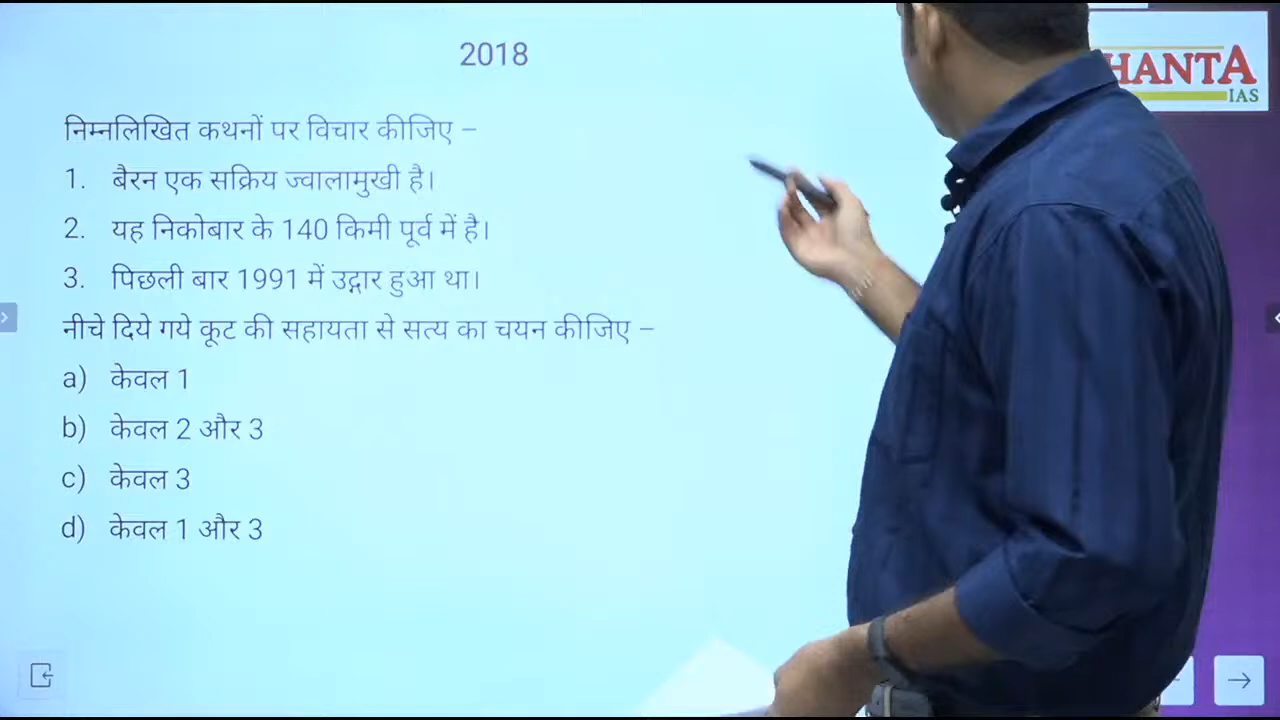 2018
HANTA
IAS
निम्नलिखित कथनों पर विचार कीजिए –
1. बैरन एक सक्रिय ज्वालामुखी है।
2. यह निकोबार के 140 किमी पूर्व में है।
3. पिछली बार 1991 में उद्गार हुआ था।
नीचे दिये गये कूट की सहायता से सत्य का चयन कीजिए –
a) केवल 1
b) केवल 2 और 3
c) केवल 3
d) केवल 1 और 3